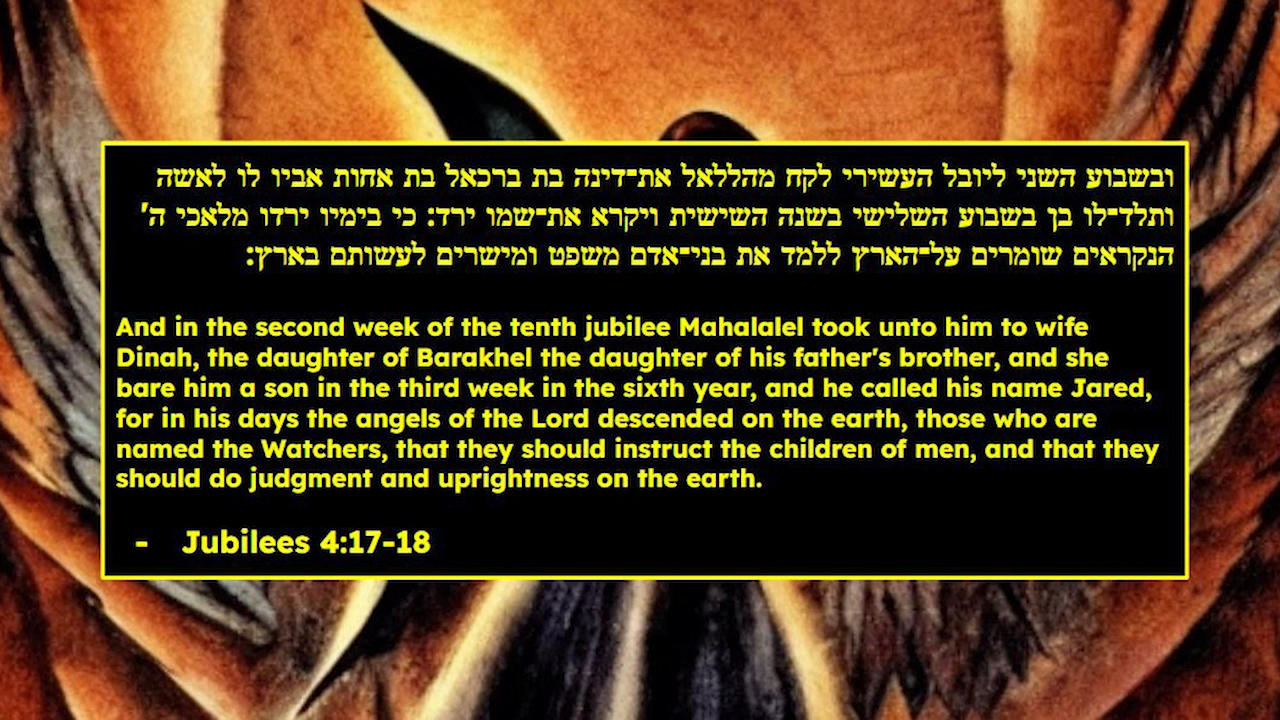 ובשבוע השני ליובל העשירי לקח מהללאל את־דינה בת ברכאל בת אחות אביו לו לאשה
ותלד־לו בן בשבוע השלישי בשנה השישית ויקרא את־שמו ירד: כי בימיו ירדו מלאכי ה'
הנקראים שומרים על־הארץ ללמד את בני־אדם משפט ומישרים לעשותם בארץ:
And in the second week of the tenth jubilee Mahalalel took unto him to wife
Dinah, the daughter of Barakhel the daughter of his father's brother, and she
bare him a son in the third week in the sixth year, and he called his name Jared,
for in his days the angels of the Lord descended on the earth, those who are
named the Watchers, that they should instruct the children of men, and that they
should do judgment and uprightness on the earth.
- Jubilees 4:17-18